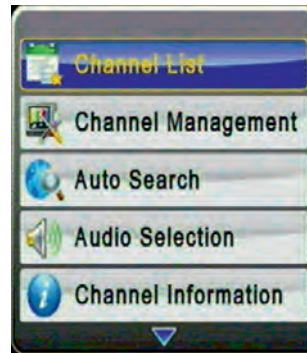 Channel List
Channel Management
Auto Search
Audio Selection
Channel Information